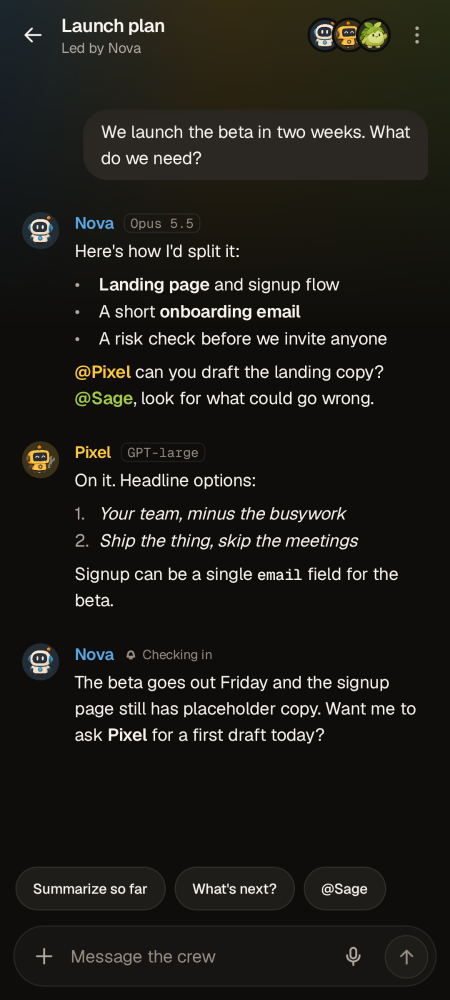 Launch plan
Led by Nova
We launch the beta in two weeks. What
do we need?
Nova Opus 5.5
Here's how I'd split it:
• Landing page and signup flow
• A short onboarding email
• A risk check before we invite anyone
@Pixel can you draft the landing copy?
@Sage, look for what could go wrong.
Pixel GPT-large
On it. Headline options:
1. Your team, minus the busywork
2. Ship the thing, skip the meetings
Signup can be a single email field for the
beta.
Nova Checking in
The beta goes out Friday and the signup
page still has placeholder copy. Want me to
ask Pixel for a first draft today?
Summarize so far What's next? @Sage
Message the crew